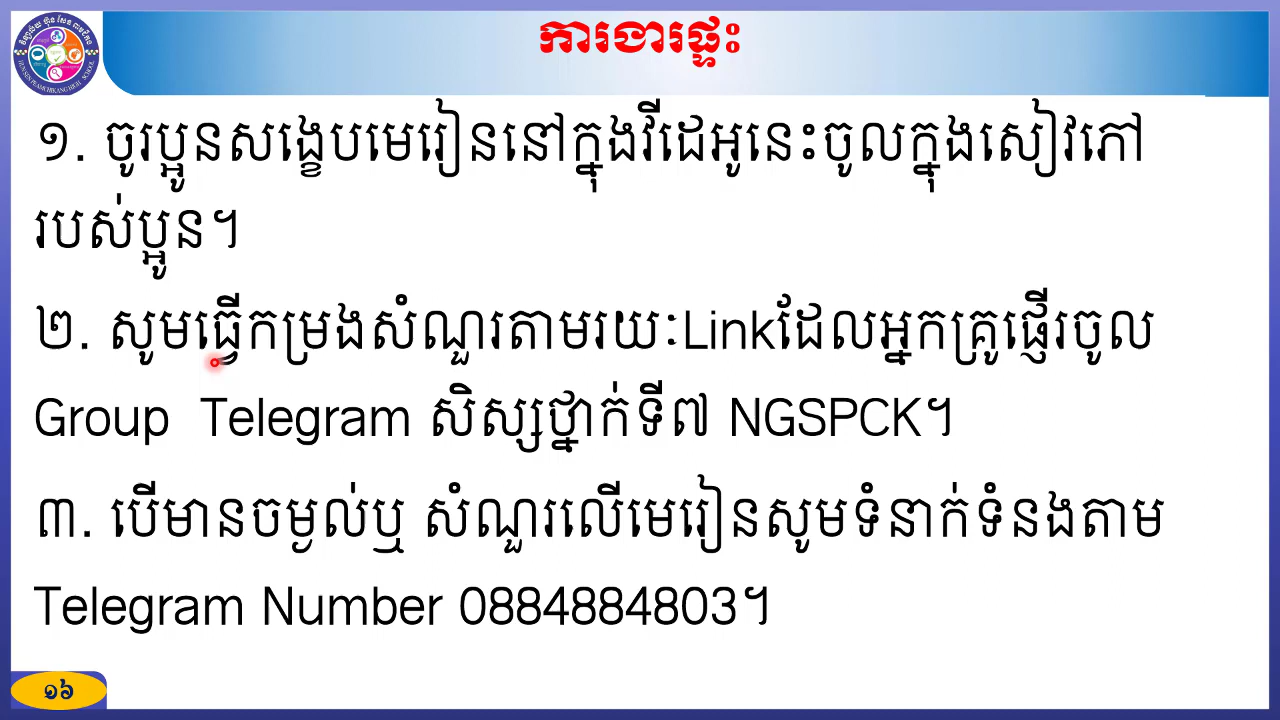 ការងារផ្ទះ
១. ចូរប្អូនសង្ខេបមេរៀននៅក្នុងវីដេអូនេះចូលក្នុងសៀវភៅ
របស់ប្អូន។
២. សូមធ្វើកម្រងសំណួរតាមរយៈLinkដែលអ្នកគ្រូផ្ញើរចូល
Group Telegram សិស្សថ្នាក់ទី៧ NGSPCK។
៣. បើមានចម្ងល់ឬ សំណួរលើមេរៀនសូមទំនាក់ទំនងតាម
Telegram Number 0884884803។
១៦